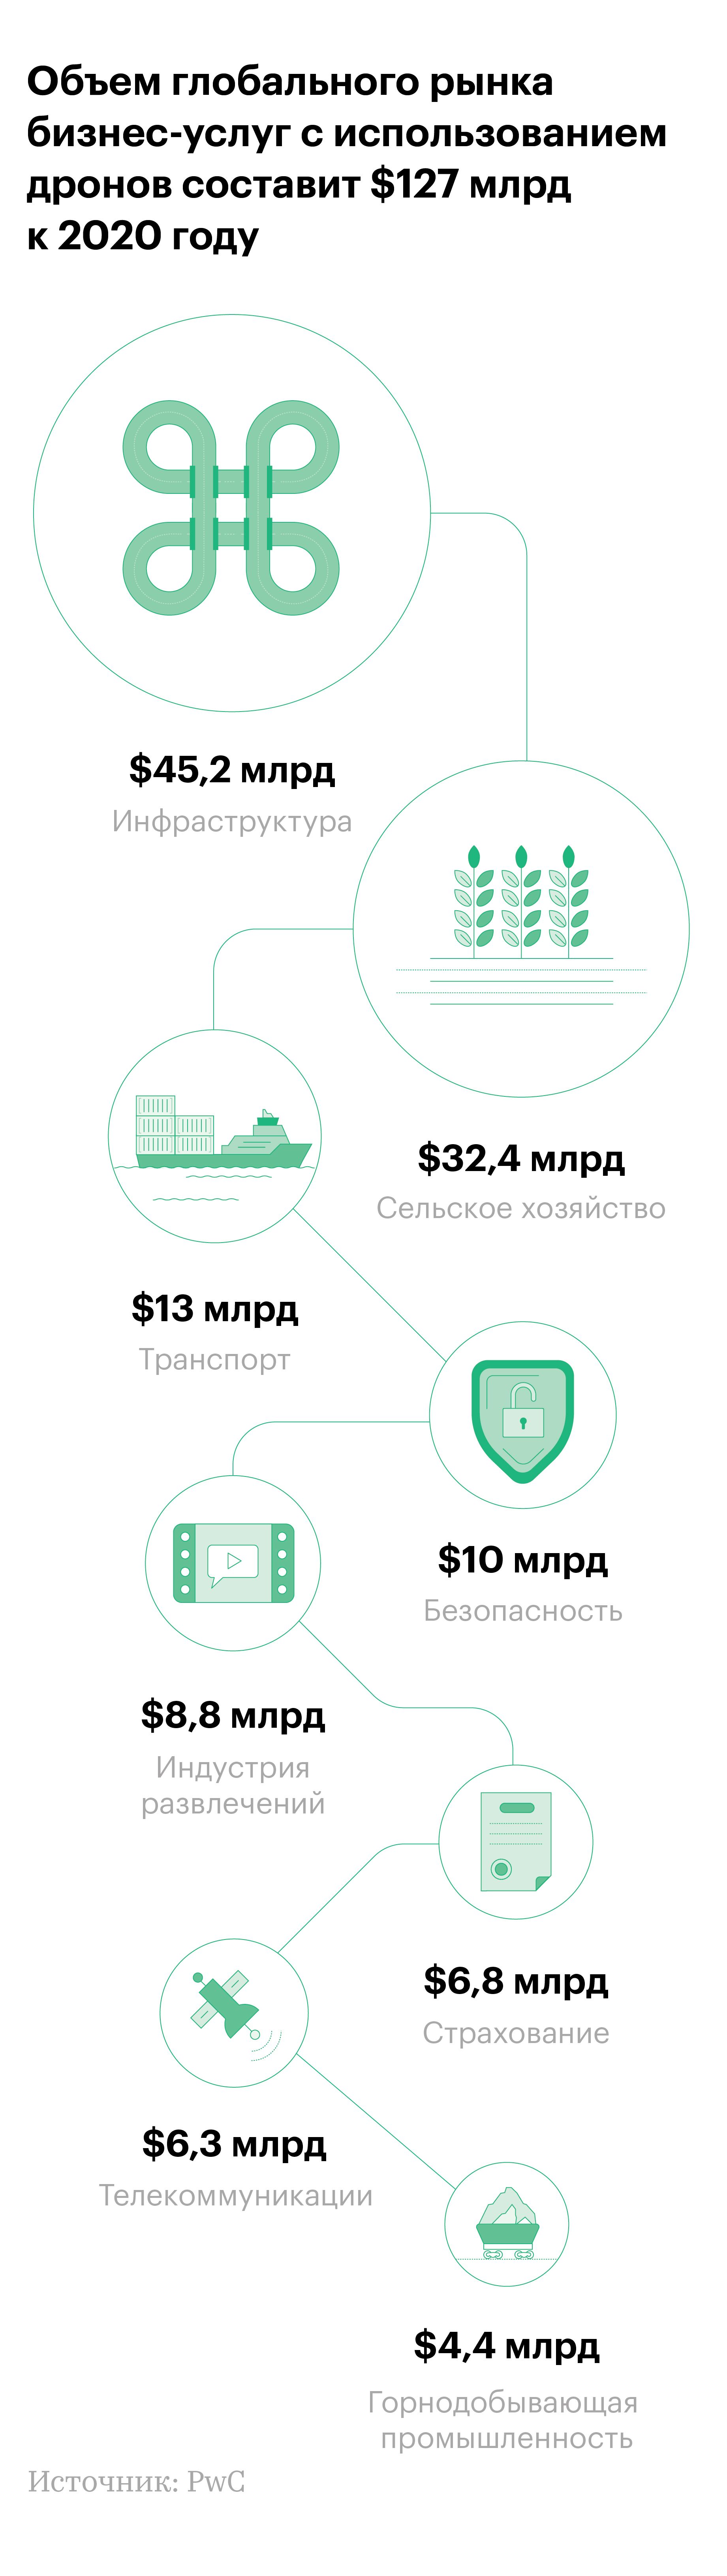 Объем глобального рынка
бизнес-услуг с использованием
дронов составит $127 млрд
к 2020 году
$45,2 млрд
Инфраструктура
$32,4 млрд
Сельское хозяйство
$13 млрд
Транспорт
$10 млрд
Безопасность
$8,8 млрд
Индустрия
развлечений
$6,8 млрд
Страхование
$6,3 млрд
Телекоммуникации
$4,4 млрд
Горнодобывающая
промышленность
Источник: PwC